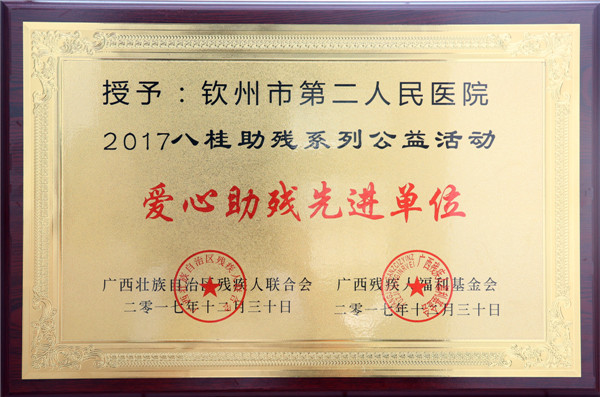 授予：钦州市第二人民医院
2017八桂助残系列公益活动
爱心助残先进单位
广西壮族自治区残疾人联合会
二零一七年十二月三十日
广西残疾人福利基金会
二零一七年十二月三十日